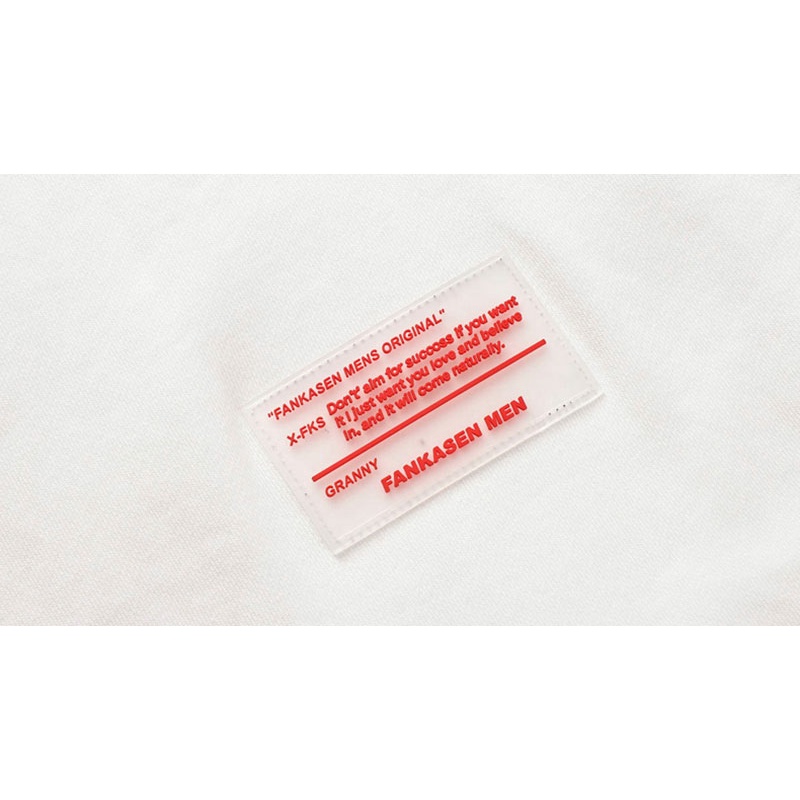 "FANKASEN MENS ORIGINAL"
X-FKS Don't' aim for success if you want
it I just want you love and belleve
in, and it will come naturally.
GRANNY FANKASEN MEN